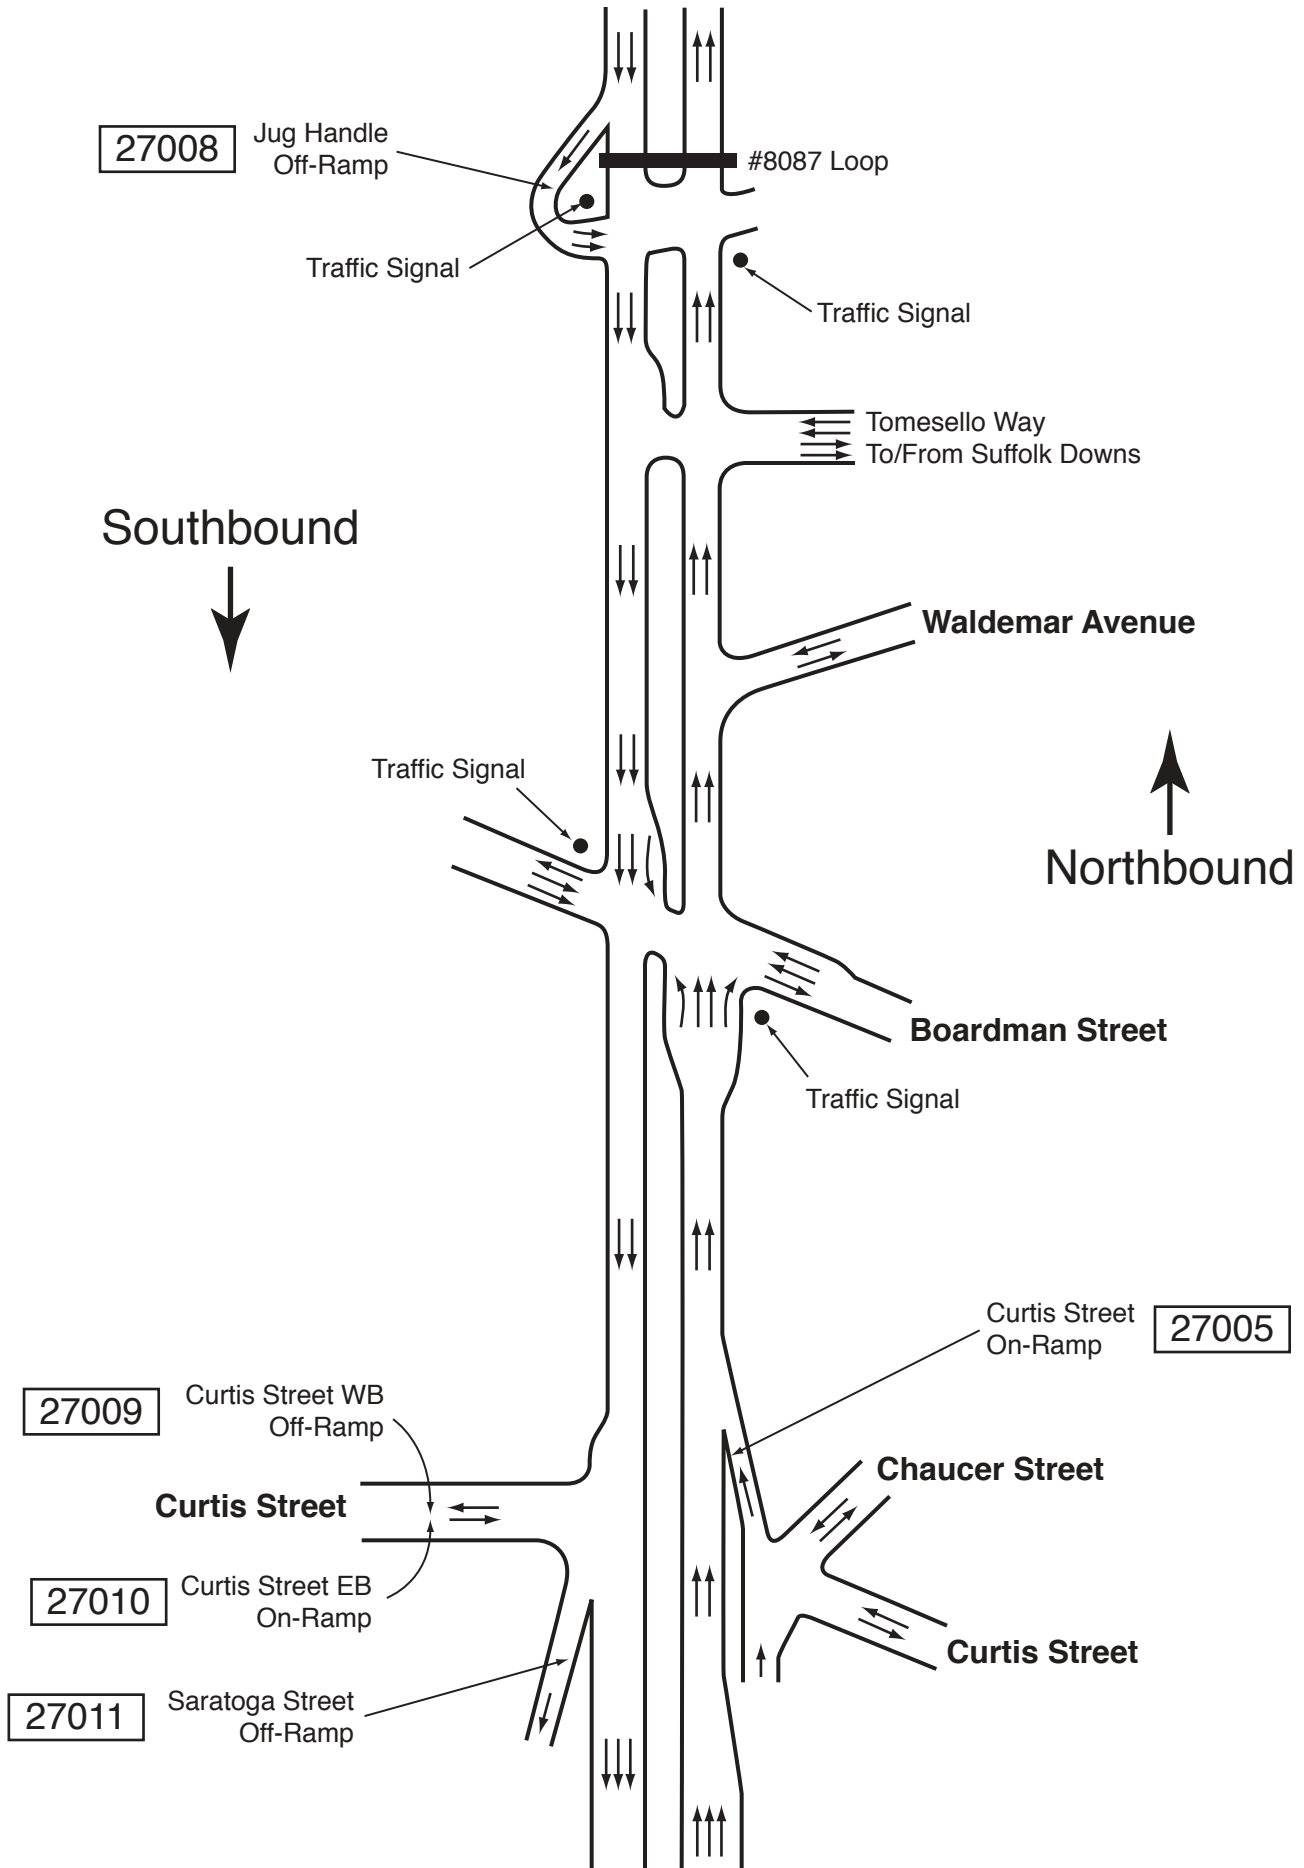 27008
Jug Handle
Off-Ramp
#8087 Loop
Traffic Signal
Traffic Signal
Tomesello Way
To/From Suffolk Downs
Southbound
Waldemar Avenue
Traffic Signal
Northbound
Boardman Street
Traffic Signal
Curtis Street
On-Ramp
27005
27009
Curtis Street WB
Off-Ramp
Chaucer Street
Curtis Street
27010
Curtis Street EB
On-Ramp
Curtis Street
27011
Saratoga Street
Off-Ramp